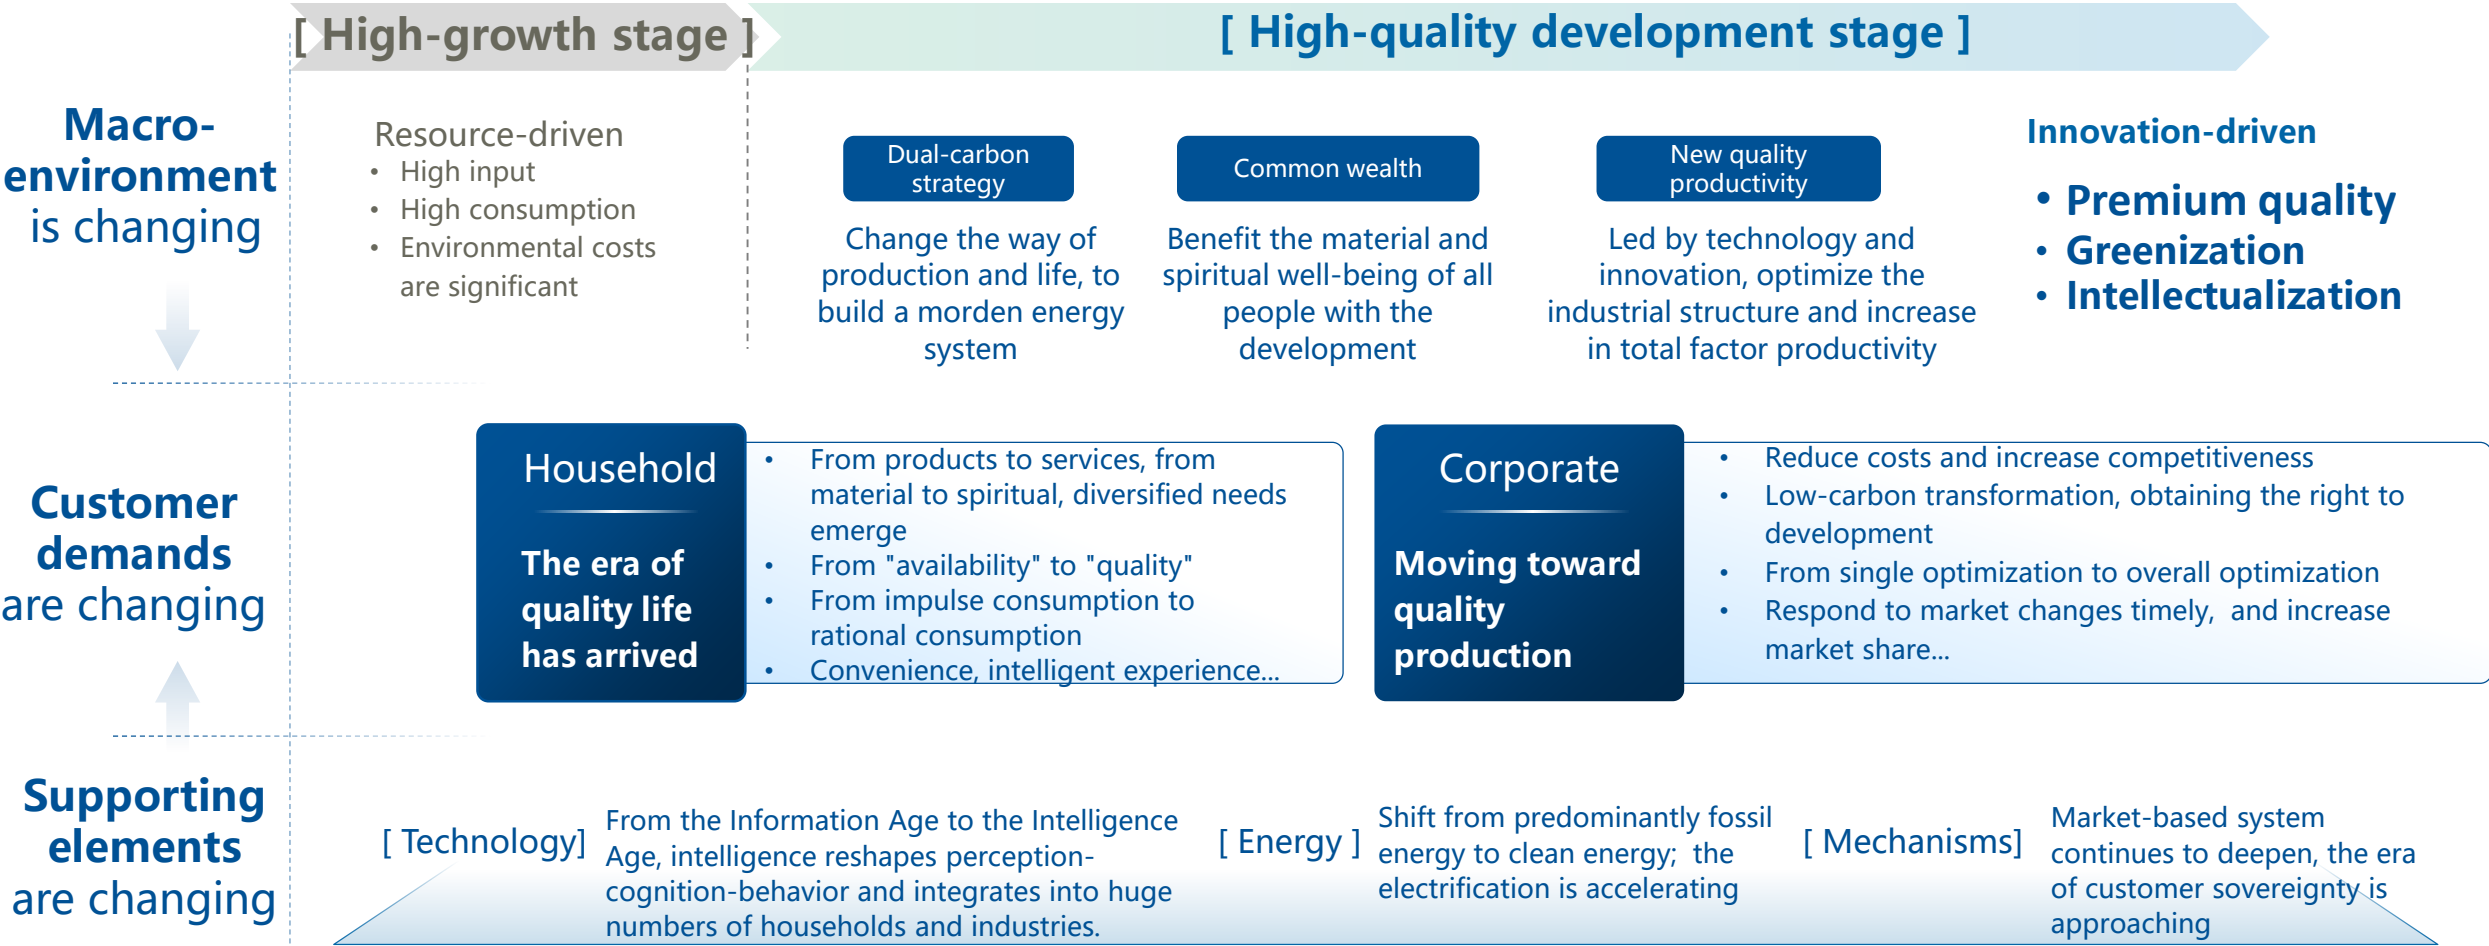 [ High-growth stage ]
[ High-quality development stage ]
Macro-
environment
is changing
Resource-driven
• High input
• High consumption
• Environmental costs
are significant
Dual-carbon
strategy
Change the way of
production and life, to
build a morden energy
system
Common wealth
Benefit the material and
spiritual well-being of all
people with the
development
New quality
productivity
Led by technology and
innovation, optimize the
industrial structure and increase
in total factor productivity
Innovation-driven
• Premium quality
• Greenization
• Intellectualization
Customer
demands
are changing
Household
The era of
quality life
has arrived
• From products to services, from
material to spiritual, diversified needs
emerge
• From "availability" to "quality"
• From impulse consumption to
rational consumption
• Convenience, intelligent experience...
Corporate
Moving toward
quality
production
• Reduce costs and increase competitiveness
• Low-carbon transformation, obtaining the right to
development
• From single optimization to overall optimization
• Respond to market changes timely, and increase
market share...
Supporting
elements
are changing
[ Technology]
From the Information Age to the Intelligence
Age, intelligence reshapes perception-
cognition-behavior and integrates into huge
numbers of households and industries.
[ Energy ]
Shift from predominantly fossil
energy to clean energy; the
electrification is accelerating
[ Mechanisms]
Market-based system
continues to deepen, the era
of customer sovereignty is
approaching